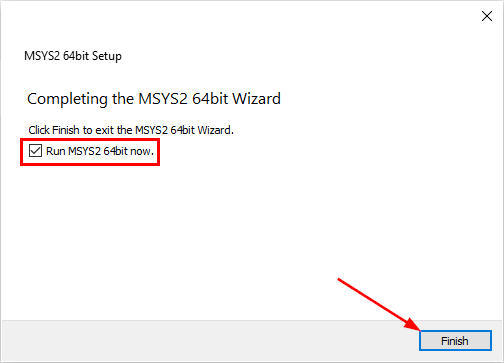 MSYS2 64bit Setup
Completing the MSYS2 64bit Wizard
Click Finish to exit the MSYS2 64bit Wizard.
Run MSYS2 64bit now.
Finish